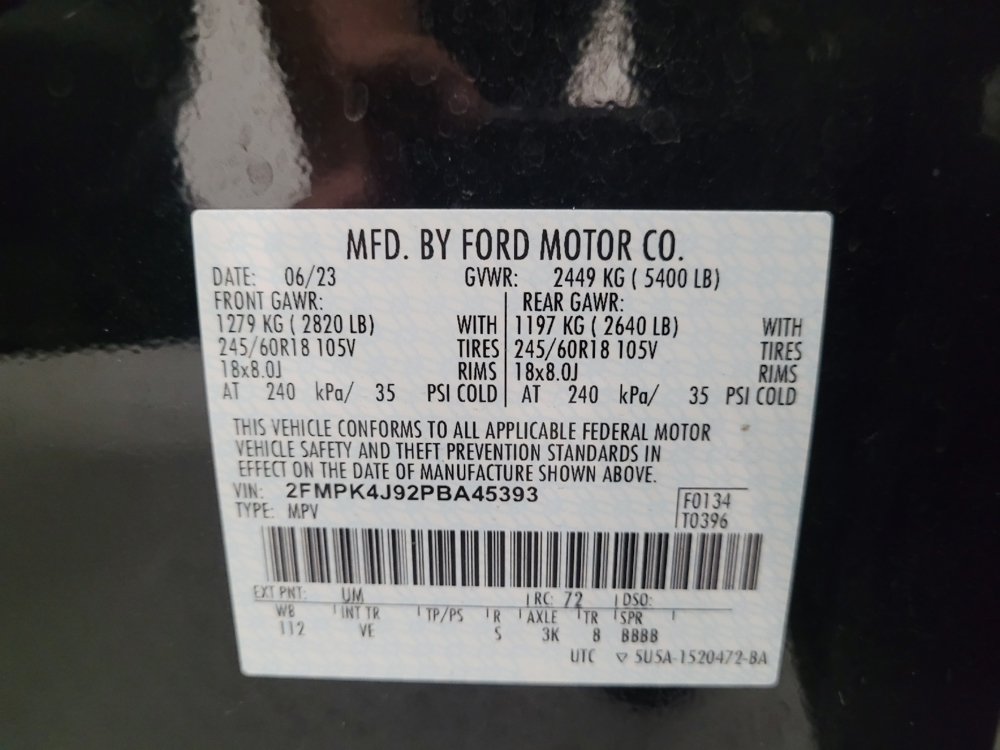 MFD. BY FORD MOTOR CO.
DATE: 06/23 GVWR: 2449 KG ( 5400 LB)
FRONT GAWR: REAR GAWR:
1279 KG ( 2820 LB) WITH 1197 KG ( 2640 LB) WITH
245/60R18 105V TIRES 245/60R18 105V TIRES
18x8.0J RIMS 18x8.0J RIMS
AT 240 kPa/ 35 PSI COLD AT 240 kPa/ 35 PSI COLD
THIS VEHICLE CONFORMS TO ALL APPLICABLE FEDERAL MOTOR
VEHICLE SAFETY AND THEFT PREVENTION STANDARDS IN
EFFECT ON THE DATE OF MANUFACTURE SHOWN ABOVE.
VIN: 2FMPK4J92PBA45393
TYPE: MPV
F0134
T0396
EXT PNT: UM RC: 72 DSO:
WB INT TR TP/PS R AXLE TR SPR
112 VE S 3K 8 BBBB
UTC ▽ 5U5A-1520472-BA